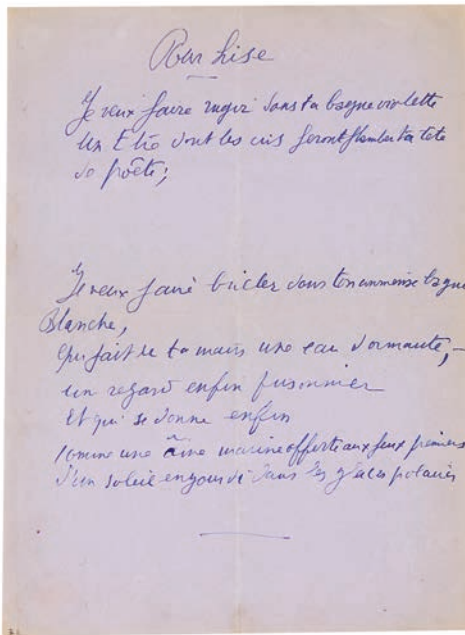 Pour Lise
Je veux faire rugir dans ta bague violette
Un Eté dont les cris feront flamber ta tête
de poète;
Je veux faire briller dans ton immense bague
blanche,
Qui fait de ta main une eau dormante, –
un regard enfin prisonnier
Et qui se donne enfin
comme une âme marine offerte aux feux premiers
d'un soleil engourdi dans les glaces polaires